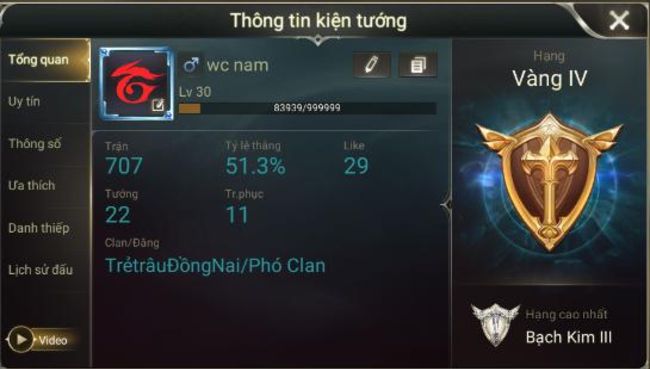 Thông tin kiện tướng
Tổng quan
Uy tín
Thông số
Ưa thích
Danh thiếp
Lịch sử đấu
Video
wc nam
Lv 30
83939/999999
Trận
Tỷ lệ thắng
Like
707
51.3%
29
Tướng
Tr.phục
22
11
Clan/Đẳng
TrẻtrâuĐồngNai/Phó Clan
Hạng
Vàng IV
Hạng cao nhất
Bạch Kim III